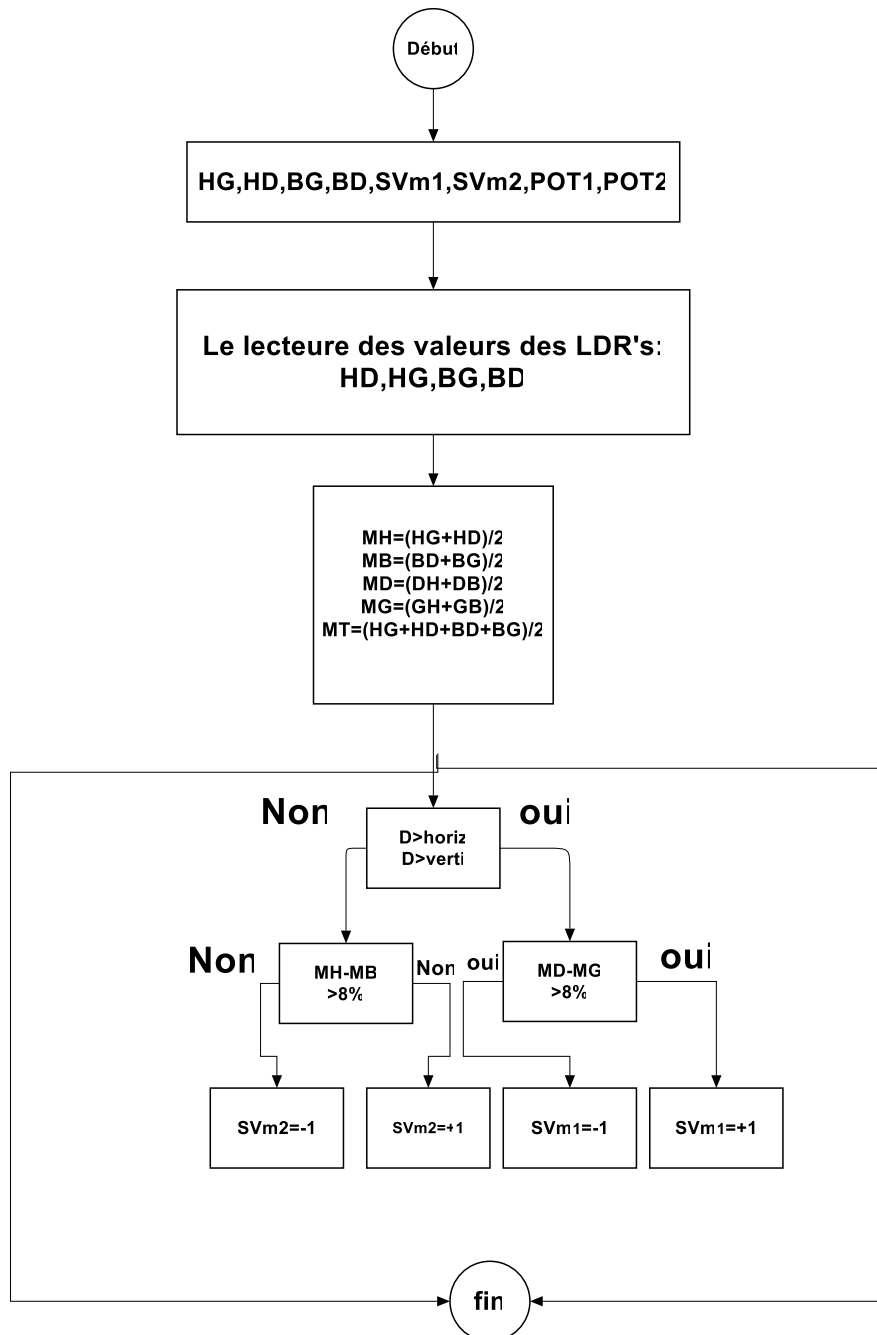 Début
HG,HD,BG,BD,SVm1,SVm2,POT1,POT2
Le lecteure des valeurs des LDR's:
HD,HG,BG,BD
MH=(HG+HD)/2
MB=(BD+BG)/2
MD=(DH+DB)/2
MG=(GH+GB)/2
MT=(HG+HD+BD+BG)/2
Non
oui
D>horiz
D>verti
Non
MH-MB
>8%
Non
oui
MD-MG
>8%
oui
SVm2=-1
SVm2=+1
SVm1=-1
SVm1=+1
fin